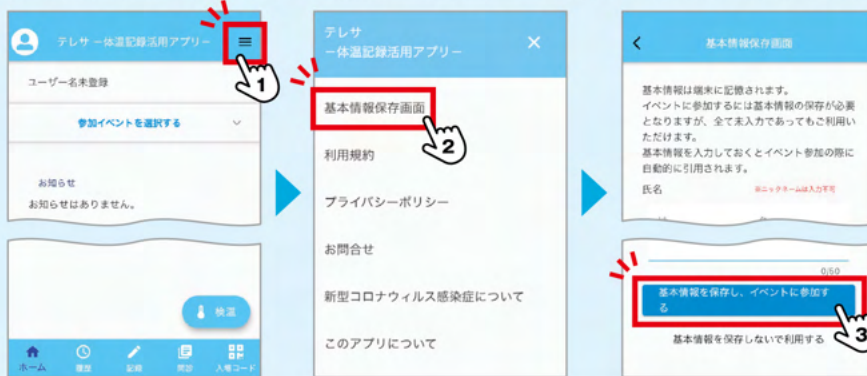 テレサ －体温記録活用アプリ－
ユーザー名未登録
参加イベントを選択する
お知らせ
お知らせはありません。
検温
ホーム
履歴
記録
問診
入場コード
1
テレサ
－体温記録活用アプリ－
基本情報保存画面
利用規約
プライバシーポリシー
お問合せ
新型コロナウィルス感染症について
このアプリについて
2
基本情報保存画面
基本情報は端末に記憶されます。
イベントに参加するには基本情報の保存が必要
となりますが、全て未入力であってもご利用い
ただけます。
基本情報を入力しておくとイベント参加の際に
自動的に引用されます。
氏名 ※ニックネームは入力不可
0/50
基本情報を保存し、イベントに参加す
る
基本情報を保存しないで利用する
3